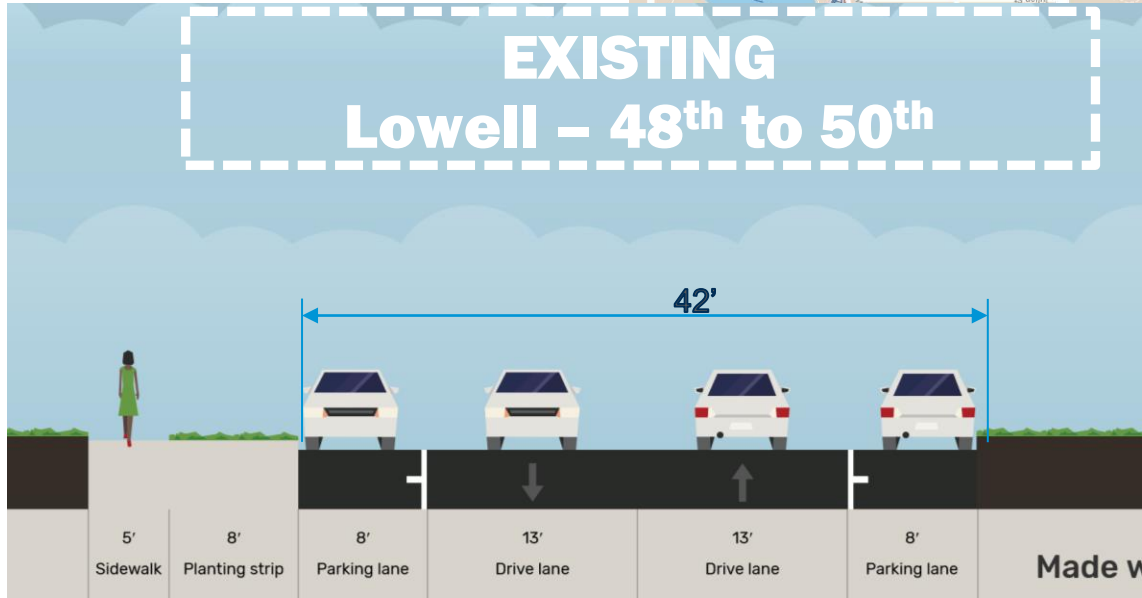 EXISTING
Lowell – 48th to 50th
42’
5′
8′
8′
13′
13′
8′
Sidewalk
Planting strip
Parking lane
Drive lane
Drive lane
Parking lane
Made w